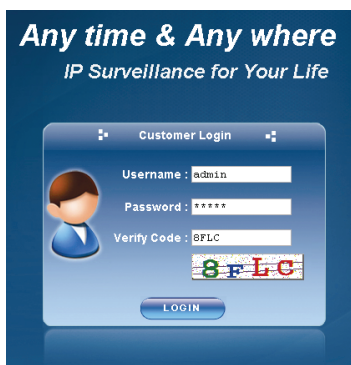 Any time & Any where
IP Surveillance for Your Life
Customer Login
Username : admin
Password : *****
Verify Code : 8FLC
8FLC
LOGIN